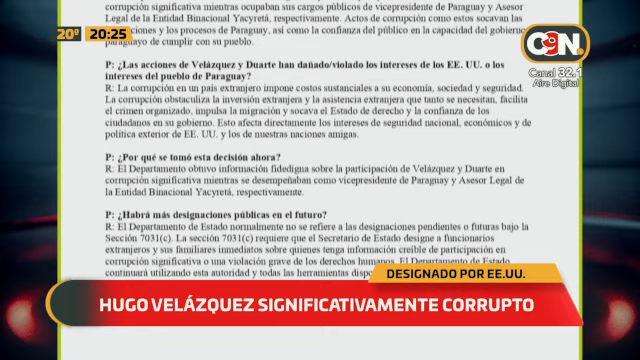 corrupción significativa mientras ocupaban sus cargos públicos de vicepresidente de Paraguay y Asesor
Legal de la Entidad Binacional Yacyretá, respectivamente. Actos de corrupción como estos socavan las
ciones y los procesos de Paraguay, así como la confianza del público en la capacidad del gobierno
paraguayo de cumplir con su pueblo.
20º 20:25
C9N
Canal 32.1
Aire Digital
P: ¿Las acciones de Velázquez y Duarte han dañado/violado los intereses de los EE. UU. o los
intereses del pueblo de Paraguay?
R: La corrupción en un país extranjero impone costos sustanciales a su economía, sociedad y seguridad.
La corrupción obstaculiza la inversión extranjera y la asistencia extranjera que tanto se necesitan, facilita
el crimen organizado, impulsa la migración y socava el Estado de derecho y la confianza de los
ciudadanos en su gobierno. Esto afecta directamente los intereses de seguridad nacional, económicos y de
política exterior de EE. UU. y los de nuestras naciones amigas.
P: ¿Por qué se tomó esta decisión ahora?
R: El Departamento obtuvo información fidedigna sobre la participación de Velázquez y Duarte en
corrupción significativa mientras se desempeñaban como vicepresidente de Paraguay y Asesor Legal de
la Entidad Binacional Yacyretá, respectivamente.
P: ¿Habrá más designaciones públicas en el futuro?
R: El Departamento de Estado normalmente no se refiere a las designaciones pendientes o futuras bajo la
Sección 7031(c). La sección 7031(c) requiere que el Secretario de Estado designe a funcionarios
extranjeros y sus familiares inmediatos sobre quienes tenga información creíble de participación en
corrupción significativa o una violación grave de los derechos humanos. El Departamento de Estado
continuará utilizando esta autoridad y todas las herramientas
DESIGNADO POR EE.UU.
HUGO VELÁZQUEZ SIGNIFICATIVAMENTE CORRUPTO